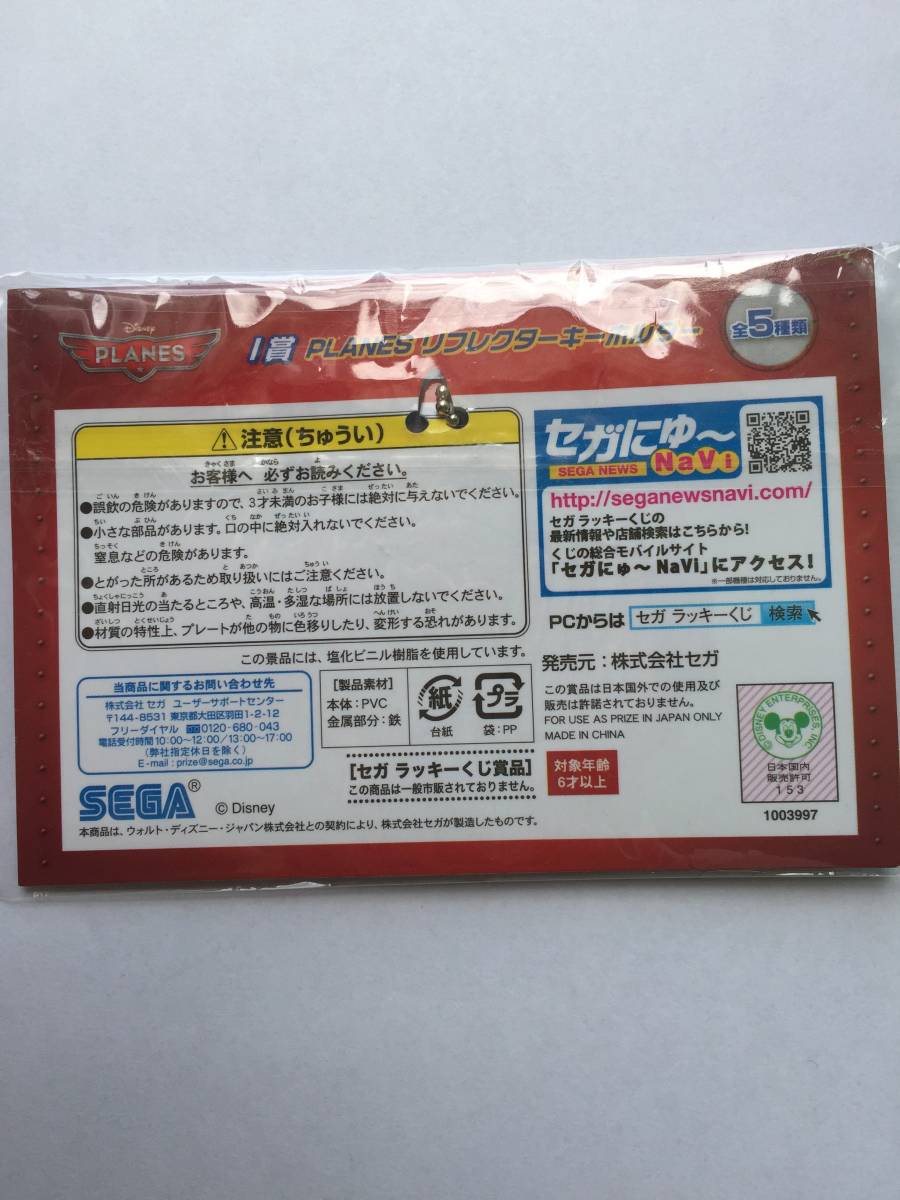 Disney
PLANES
I賞 PLANES リフレクターキーホルダー
全5種類
注意(ちゅうい)
お客様へ 必ずお読みください。
●誤飲の危険がありますので、3才未満のお子様には絶対に与えないでください。
●小さな部品があります。口の中に絶対入れないでください。
窒息などの危険があります。
●とがった所があるため取り扱いにはご注意ください。
●直射日光の当たるところや、高温・多湿な場所には放置しないでください。
●材質の特性上、プレートが他の物に色移りしたり、変形する恐れがあります。
この景品には、塩化ビニル樹脂を使用しています。
セガにゅ〜
SEGA NEWS NaVi
http://seganewsnavi.com/
セガ ラッキーくじの
最新情報や店舗検索はこちらから!
くじの総合モバイルサイト
「セガにゅ〜 NaVi」にアクセス!
※一部機種は対応しておりません。
PCからは セガ ラッキーくじ 検索
当商品に関するお問い合わせ先
株式会社 セガ ユーザーサポートセンター
〒144-8531 東京都大田区羽田1-2-12
フリーダイヤル 0120-680-043
電話受付時間 10:00〜12:00/13:00〜17:00
(弊社指定休日を除く)
E-mail : prize@sega.co.jp
[製品素材]
本体:PVC
金属部分:鉄
紙
台紙
プラ
袋:PP
[セガ ラッキーくじ賞品]
この商品は一般市販されておりません。
発売元:株式会社セガ
この賞品は日本国外での使用及び
販売は許諾されておりません。
FOR USE AS PRIZE IN JAPAN ONLY
MADE IN CHINA
対象年齢
6才以上
© DISNEY ENTERPRISES, INC.
日本国内
販売許可
153
1003997
SEGA®
© Disney
本商品は、ウォルト・ディズニー・ジャパン株式会社との契約により、株式会社セガが製造したものです。